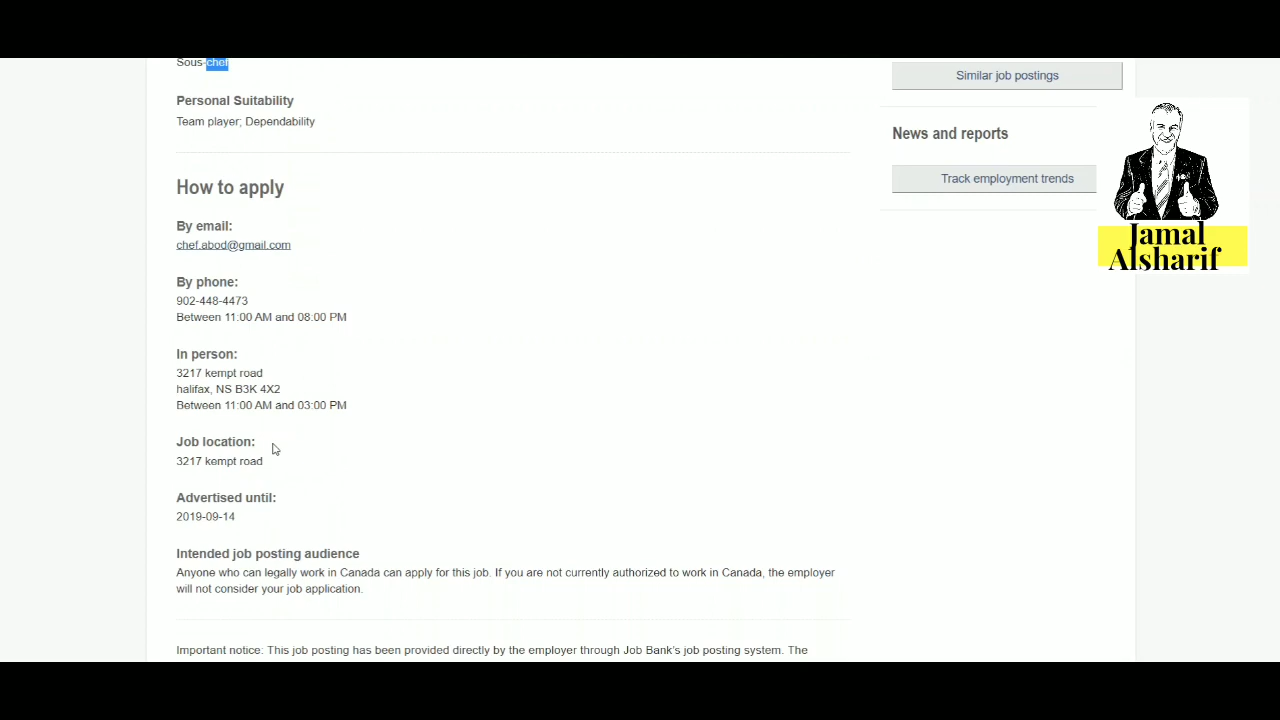 Sous-chef
Similar job postings
Personal Suitability
Team player; Dependability
News and reports
Track employment trends
How to apply
By email:
chef.abod@gmail.com
By phone:
902-448-4473
Between 11:00 AM and 08:00 PM
In person:
3217 kempt road
halifax, NS B3K 4X2
Between 11:00 AM and 03:00 PM
Job location:
3217 kempt road
Advertised until:
2019-09-14
Intended job posting audience
Anyone who can legally work in Canada can apply for this job. If you are not currently authorized to work in Canada, the employer
will not consider your job application.
Important notice: This job posting has been provided directly by the employer through Job Bank's job posting system. The
Jamal
Alsharif